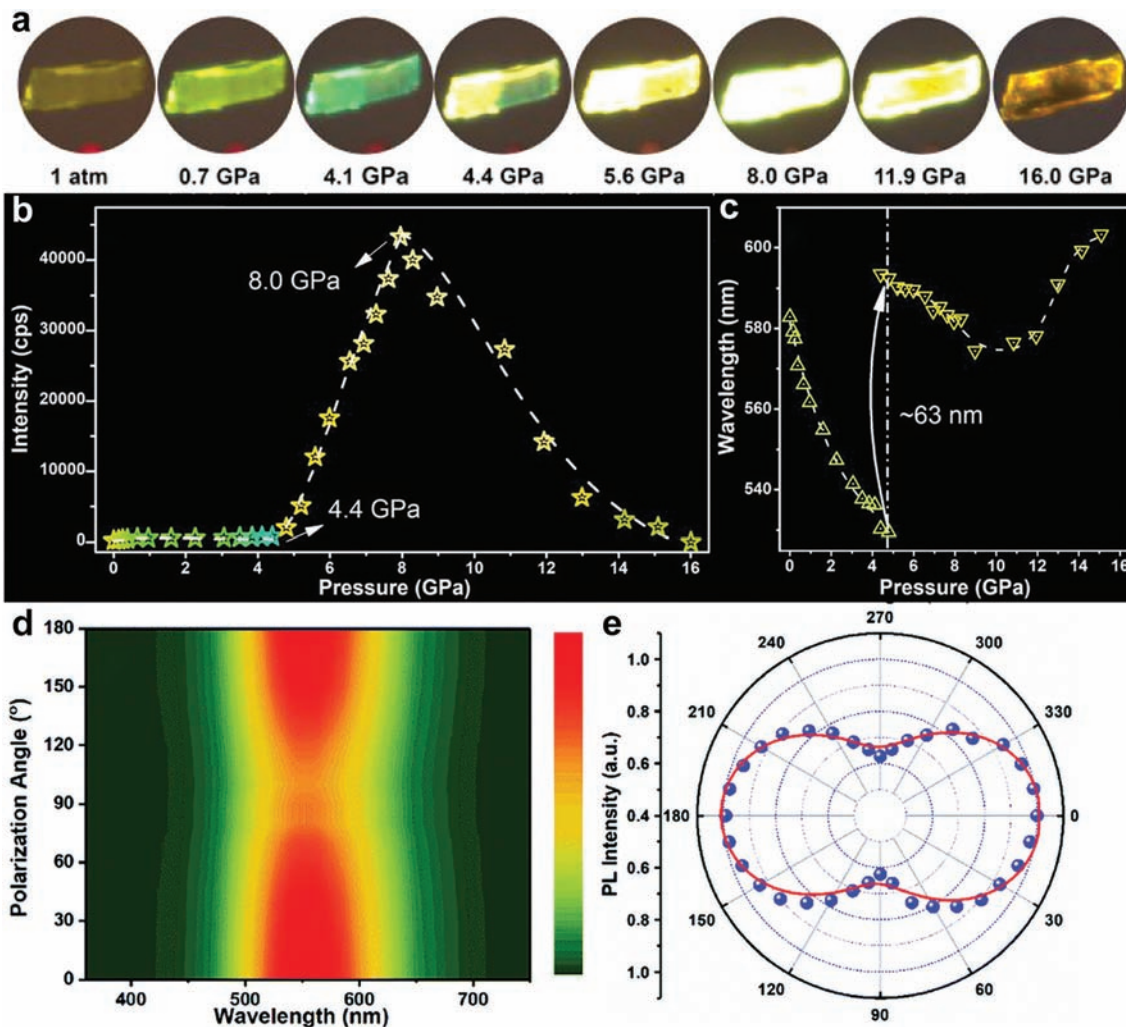 a
1 atm 0.7 GPa 4.1 GPa 4.4 GPa 5.6 GPa 8.0 GPa 11.9 GPa 16.0 GPa
b
Intensity (cps)
40000
30000
20000
10000
0
8.0 GPa
4.4 GPa
0 2 4 6 8 10 12 14 16
Pressure (GPa)
c
Wavelength (nm)
600
580
560
540
~63 nm
0 2 4 6 8 10 12 14 16
Pressure (GPa)
d
Polarization Angle (°)
180
150
120
90
60
30
0
400 500 600 700
Wavelength (nm)
e
PL Intensity (a.u.)
1.0
0.8
0.6
0.4
0.6
0.8
1.0
270
240 300
210 330
180 0
150 30
120 60
90